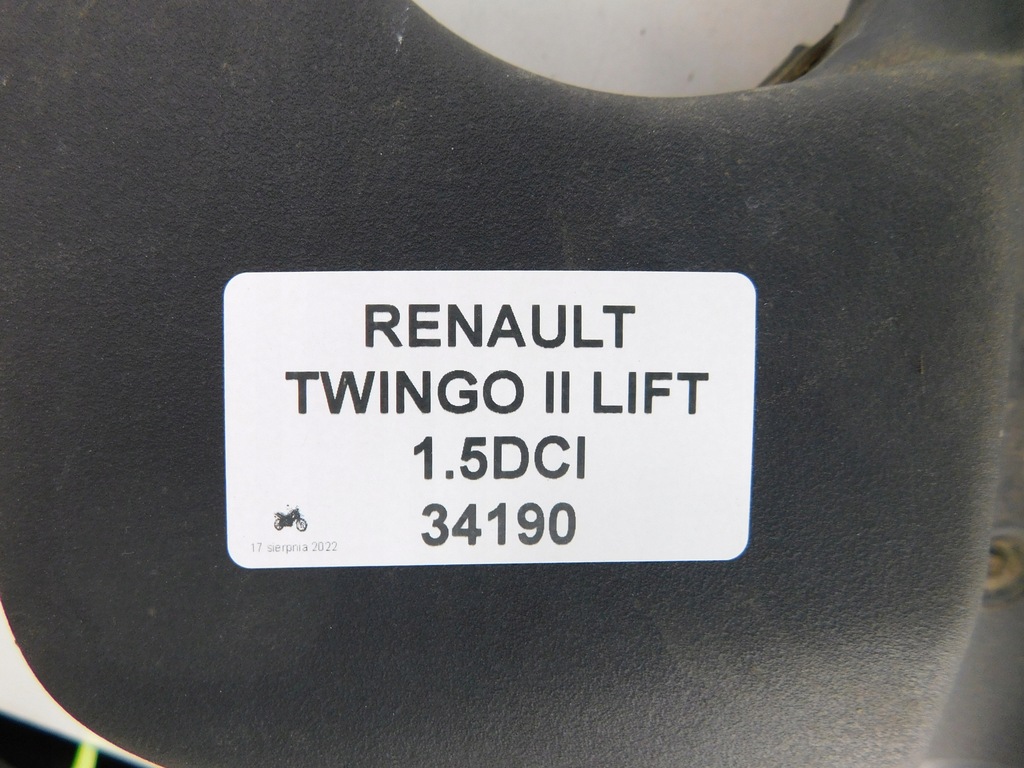 RENAULT
TWINGO II LIFT
1.5DCI
34190
17 sierpnia 2022